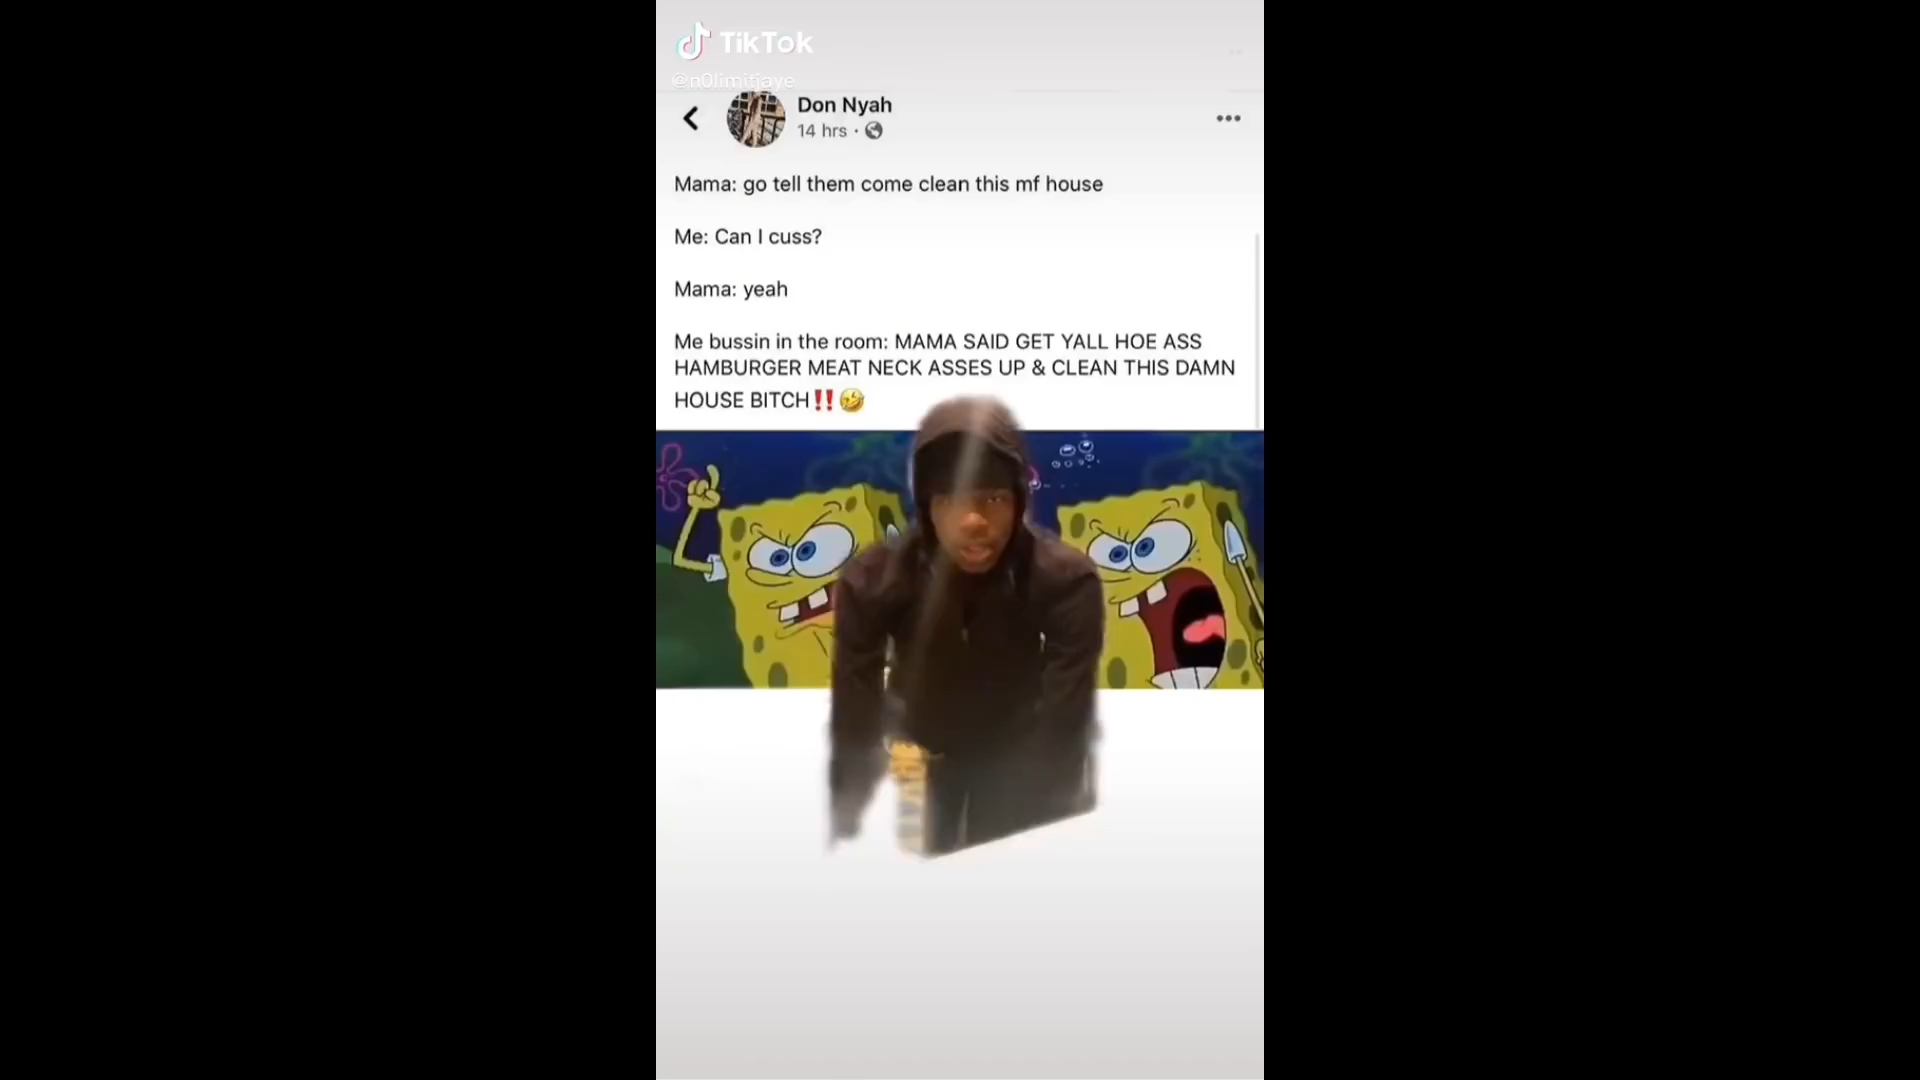 TikTok
@n0limitjaye
Don Nyah
14 hrs ·
Mama: go tell them come clean this mf house
Me: Can I cuss?
Mama: yeah
Me bussin in the room: MAMA SAID GET YALL HOE ASS
HAMBURGER MEAT NECK ASSES UP & CLEAN THIS DAMN
HOUSE BITCH‼️🤣